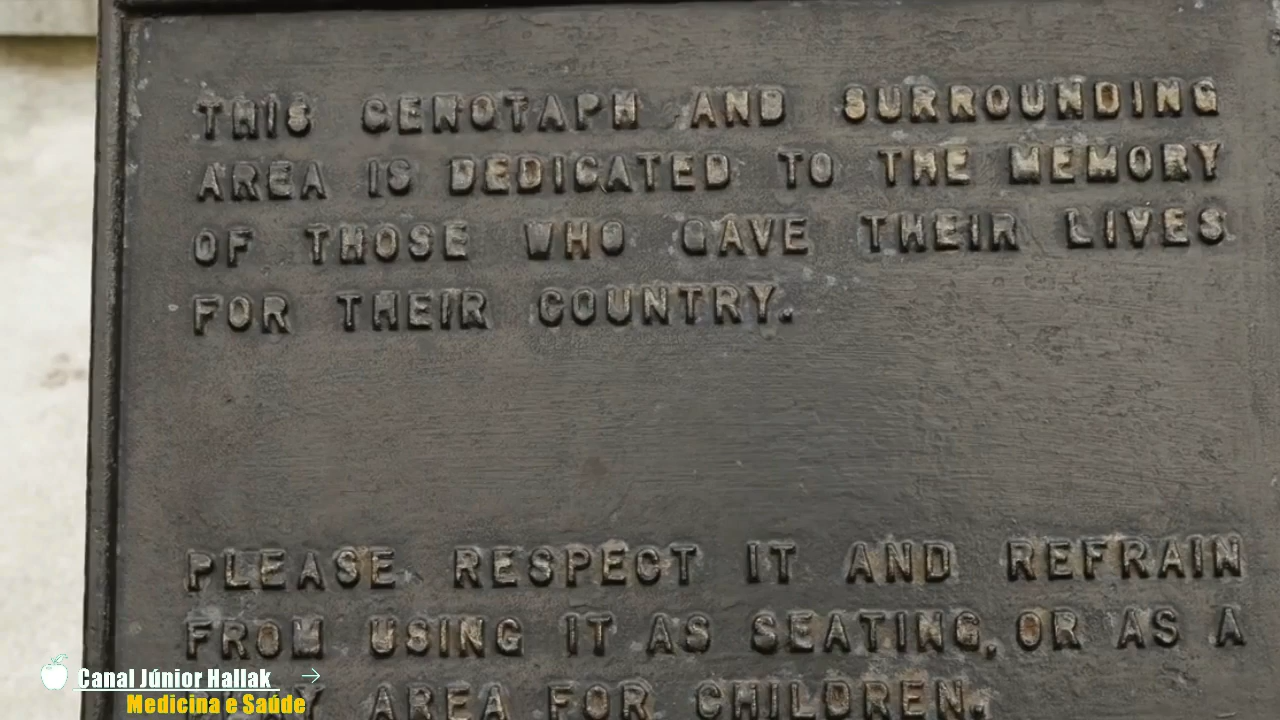 THIS CENOTAPH AND SURROUNDING
AREA IS DEDICATED TO THE MEMORY
OF THOSE WHO GAVE THEIR LIVES
FOR THEIR COUNTRY.
PLEASE RESPECT IT AND REFRAIN
FROM USING IT AS SEATING, OR AS A
PLAY AREA FOR CHILDREN.
Canal Júnior Hallak
Medicina e Saúde